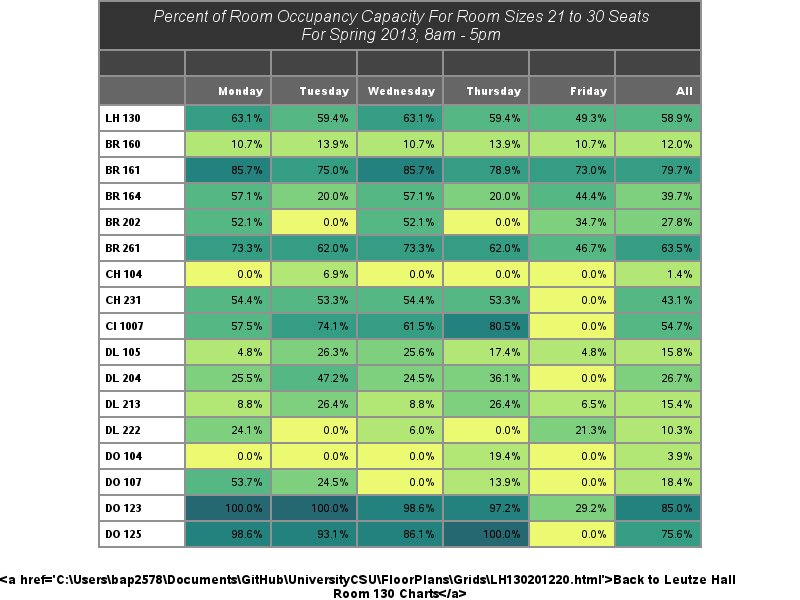 Percent of Room Occupancy Capacity For Room Sizes 21 to 30 Seats
For Spring 2013, 8am - 5pm
Monday Tuesday Wednesday Thursday Friday All
LH 130 63.1% 59.4% 63.1% 59.4% 49.3% 58.9%
BR 160 10.7% 13.9% 10.7% 13.9% 10.7% 12.0%
BR 161 85.7% 75.0% 85.7% 78.9% 73.0% 79.7%
BR 164 57.1% 20.0% 57.1% 20.0% 44.4% 39.7%
BR 202 52.1% 0.0% 52.1% 0.0% 34.7% 27.8%
BR 261 73.3% 62.0% 73.3% 62.0% 46.7% 63.5%
CH 104 0.0% 6.9% 0.0% 0.0% 0.0% 1.4%
CH 231 54.4% 53.3% 54.4% 53.3% 0.0% 43.1%
CI 1007 57.5% 74.1% 61.5% 80.5% 0.0% 54.7%
DL 105 4.8% 26.3% 25.6% 17.4% 4.8% 15.8%
DL 204 25.5% 47.2% 24.5% 36.1% 0.0% 26.7%
DL 213 8.8% 26.4% 8.8% 26.4% 6.5% 15.4%
DL 222 24.1% 0.0% 6.0% 0.0% 21.3% 10.3%
DO 104 0.0% 0.0% 0.0% 19.4% 0.0% 3.9%
DO 107 53.7% 24.5% 0.0% 13.9% 0.0% 18.4%
DO 123 100.0% 100.0% 98.6% 97.2% 29.2% 85.0%
DO 125 98.6% 93.1% 86.1% 100.0% 0.0% 75.6%
<a href='C:\Users\bap2578\Documents\GitHub\UniversityCSU\FloorPlans\Grids\LH130201220.html'>Back to Leutze Hall
Room 130 Charts</a>